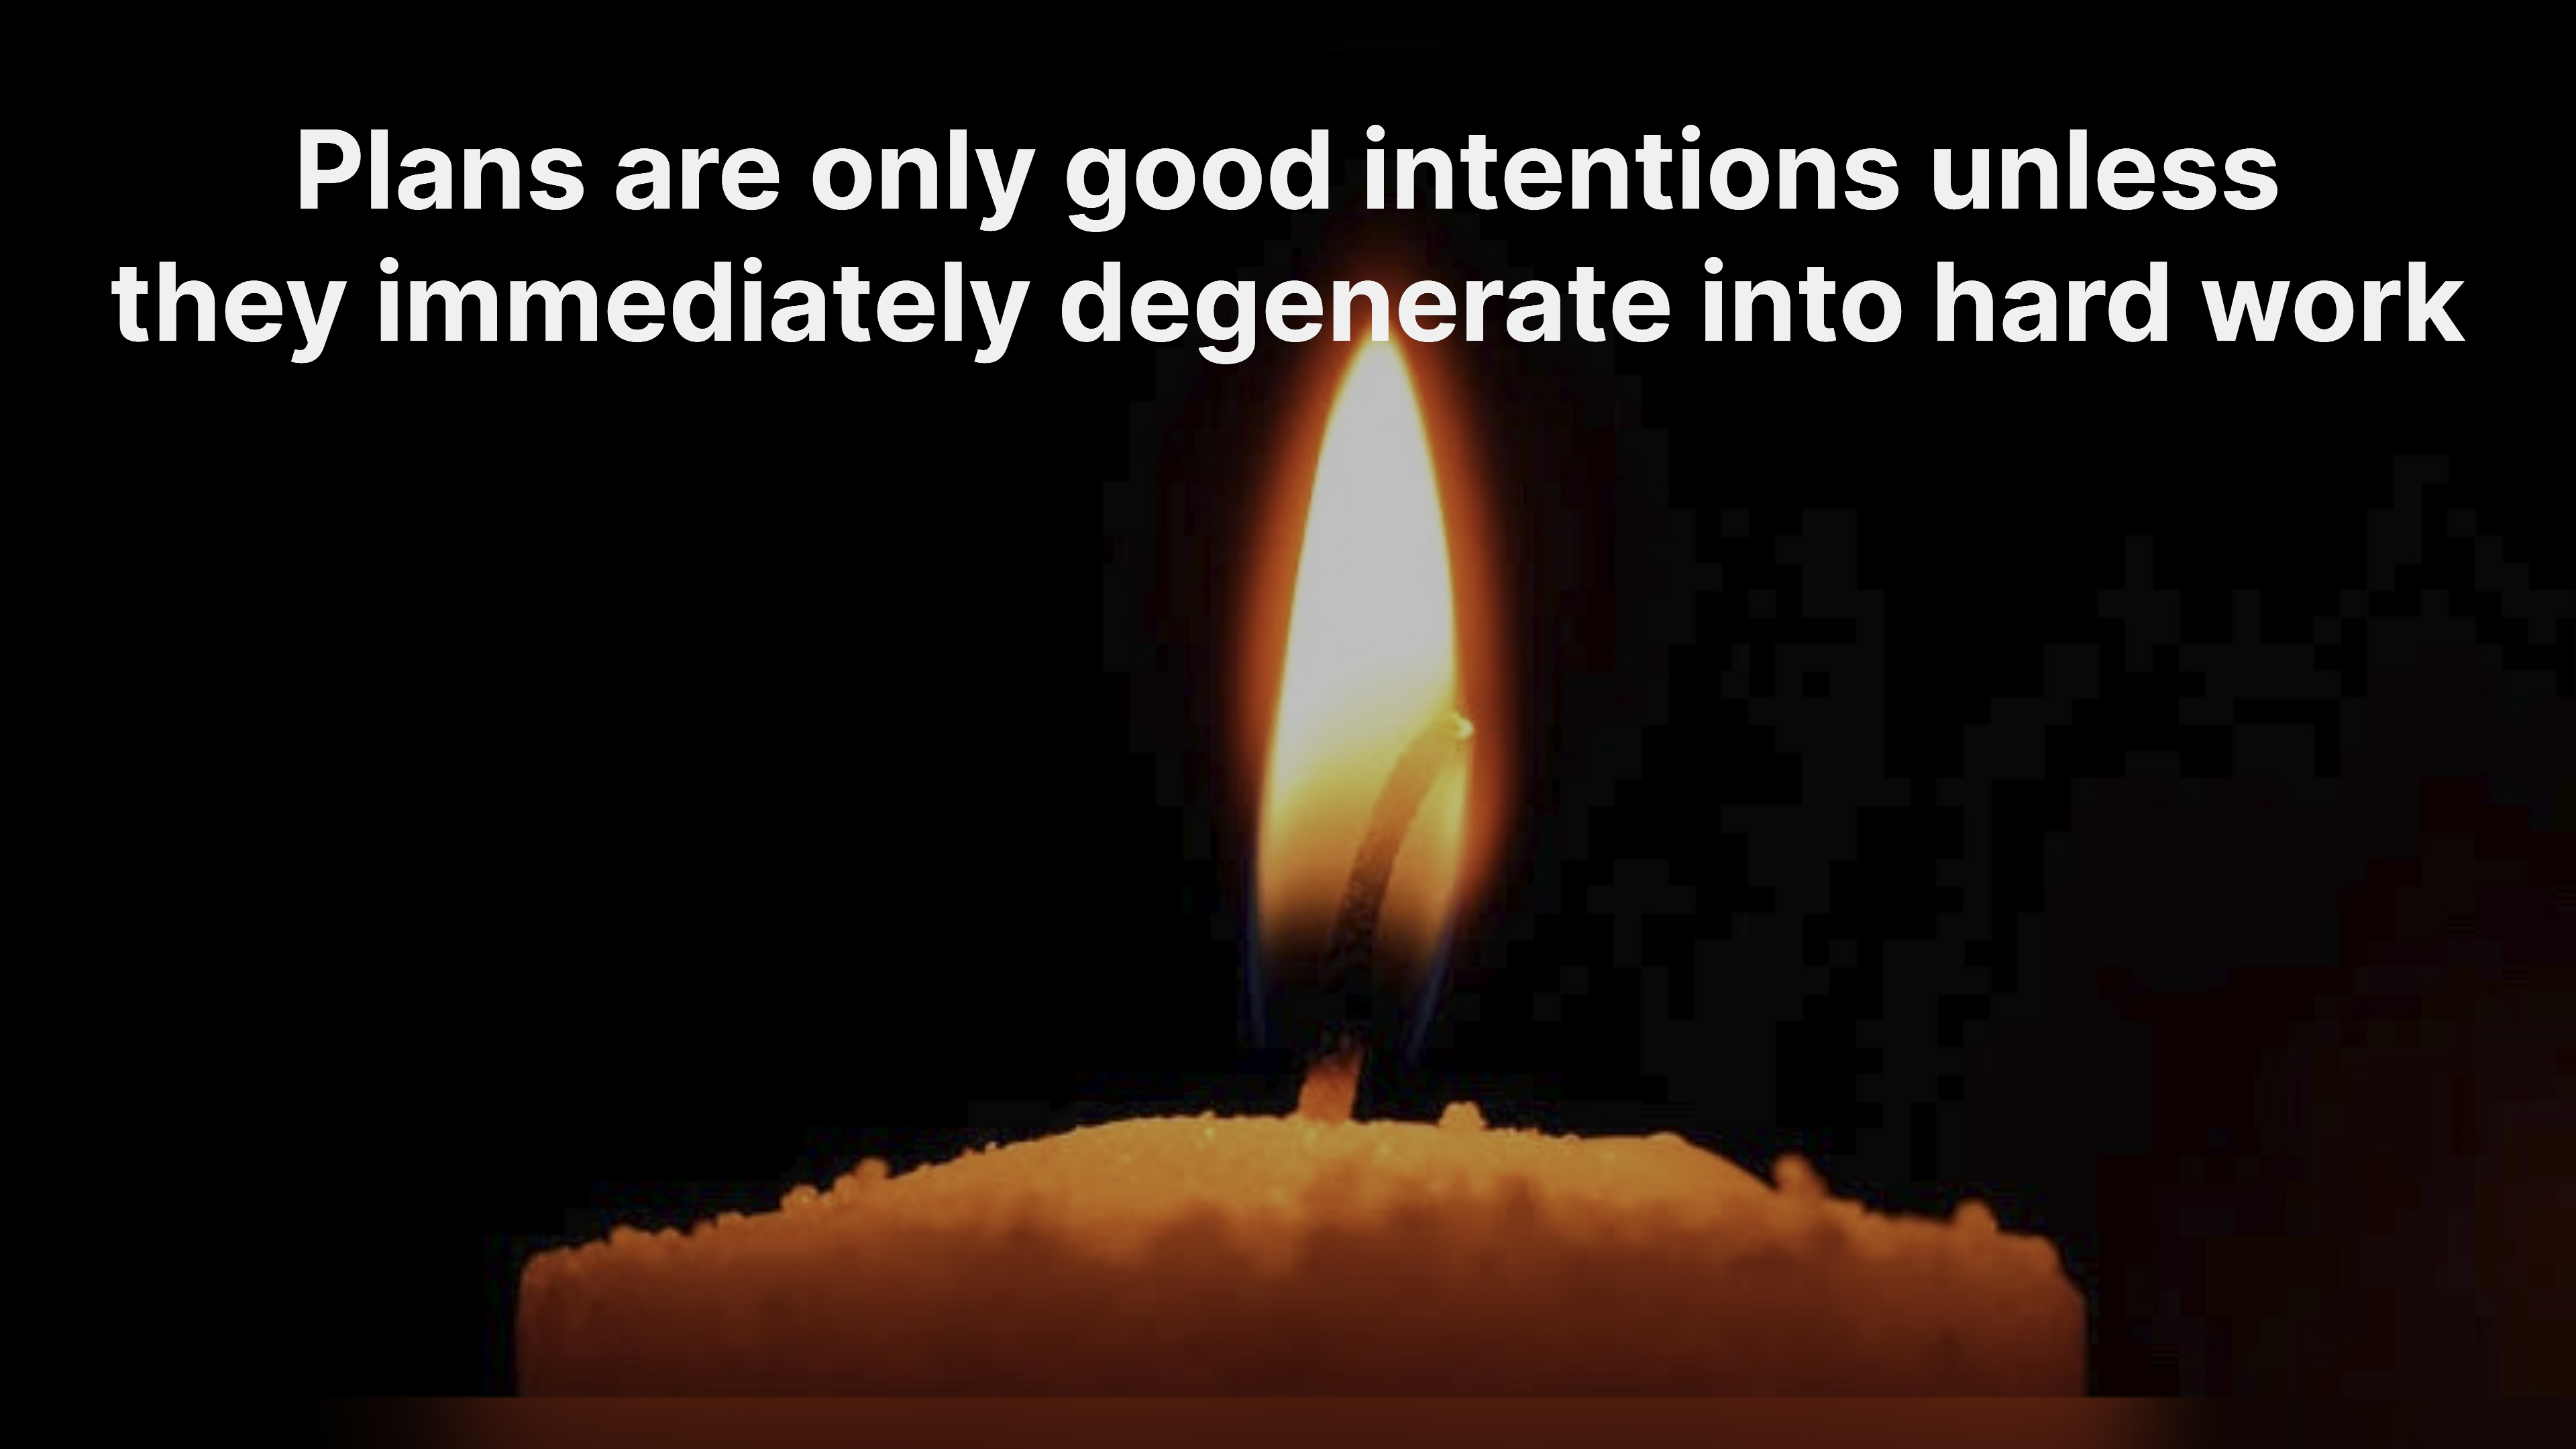 Plans are only good intentions unless
they immediately degenerate into hard work